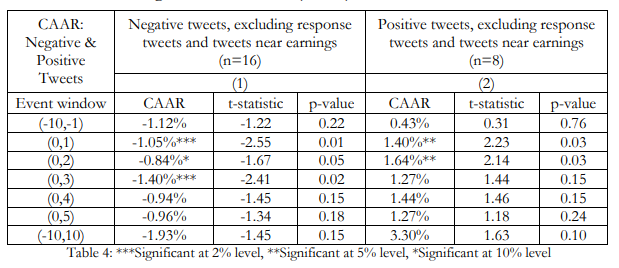 CAAR: Negative & Positive Tweets
Negative tweets, excluding response tweets and tweets near earnings (n=16)
Positive tweets, excluding response tweets and tweets near earnings (n=8)
(1) (2)
Event window CAAR t-statistic p-value CAAR t-statistic p-value
(-10,-1) -1.12% -1.22 0.22 0.43% 0.31 0.76
(0,1) -1.05%*** -2.55 0.01 1.40%** 2.23 0.03
(0,2) -0.84%* -1.67 0.05 1.64%** 2.14 0.03
(0,3) -1.40%*** -2.41 0.02 1.27% 1.44 0.15
(0,4) -0.94% -1.45 0.15 1.44% 1.46 0.15
(0,5) -0.96% -1.34 0.18 1.27% 1.18 0.24
(-10,10) -1.93% -1.45 0.15 3.30% 1.63 0.10
Table 4: ***Significant at 2% level, **Significant at 5% level, *Significant at 10% level